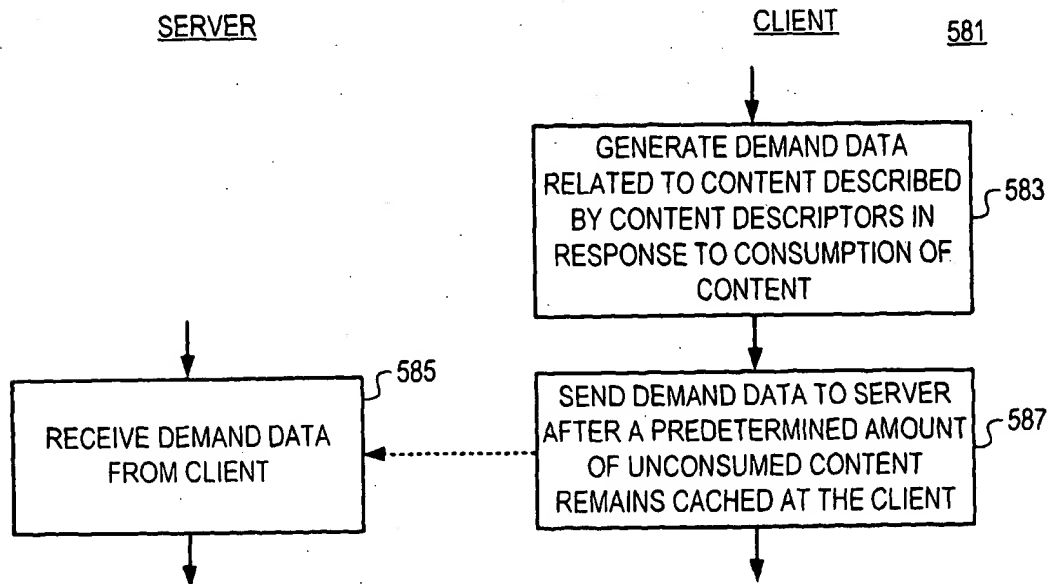 SERVER
CLIENT
581
GENERATE DEMAND DATA
RELATED TO CONTENT DESCRIBED
BY CONTENT DESCRIPTORS IN
RESPONSE TO CONSUMPTION OF
CONTENT
583
585
RECEIVE DEMAND DATA
FROM CLIENT
SEND DEMAND DATA TO SERVER
AFTER A PREDETERMINED AMOUNT
OF UNCONSUMED CONTENT
REMAINS CACHED AT THE CLIENT
587